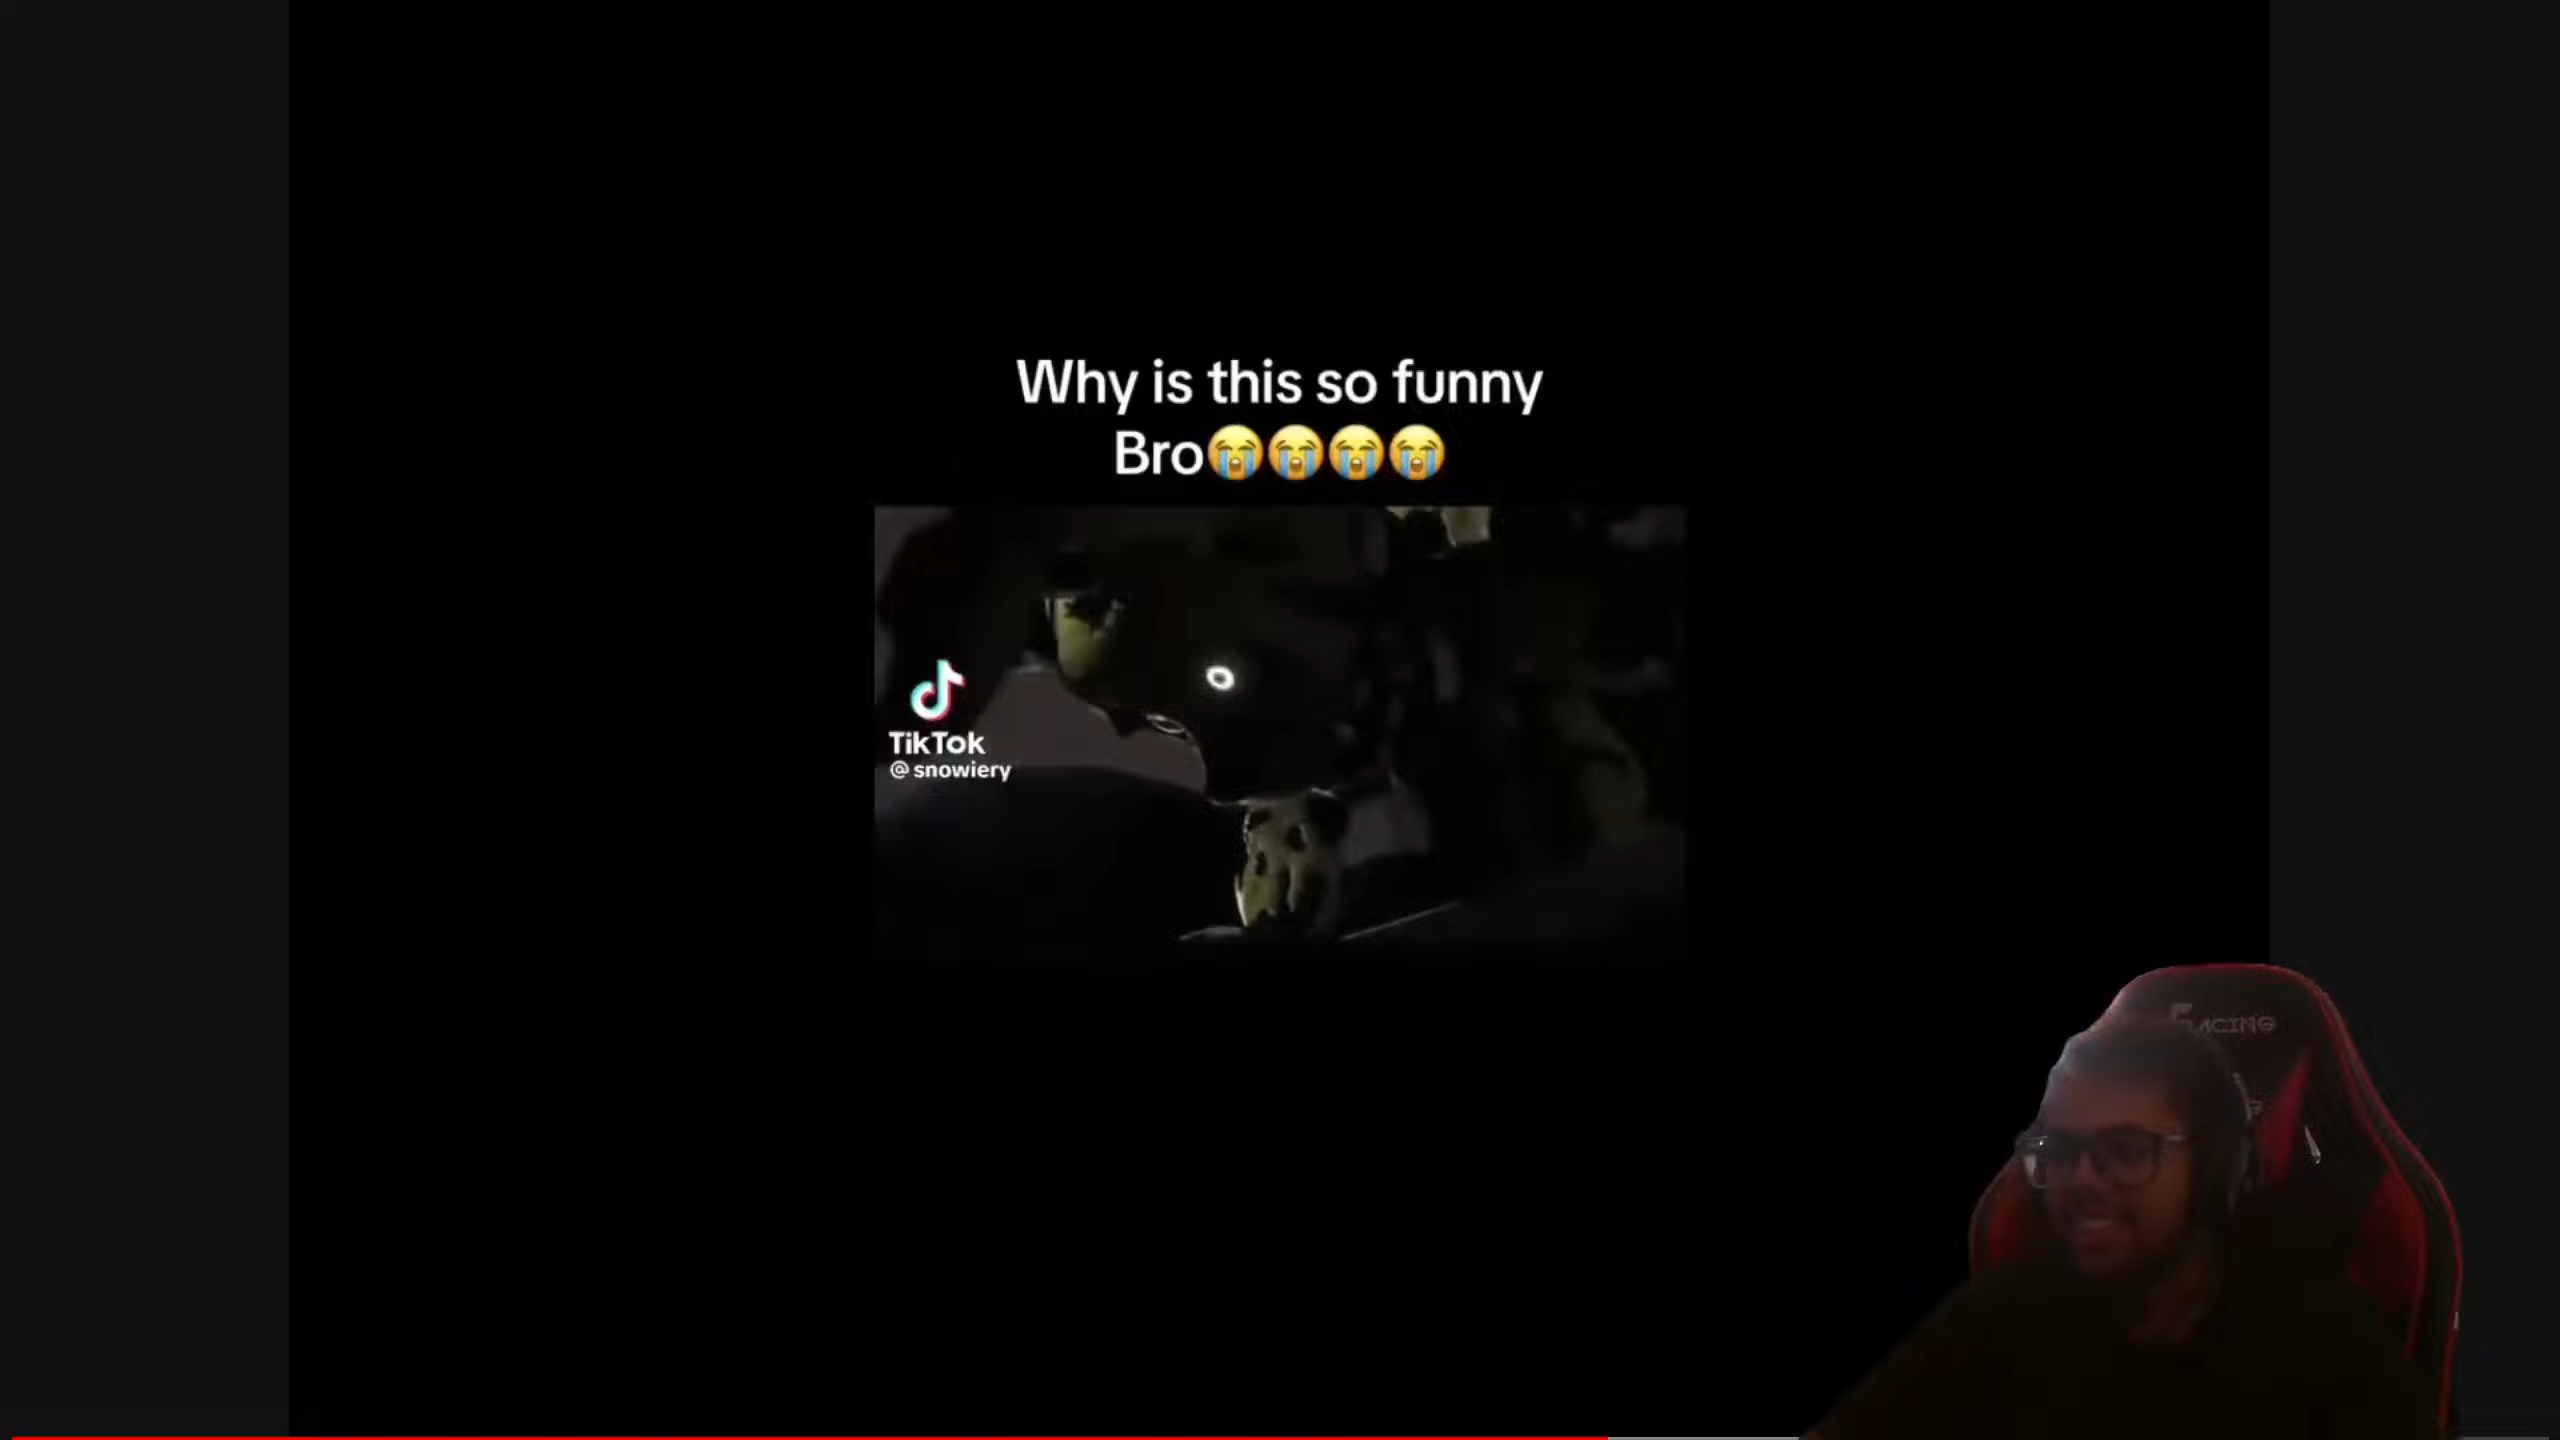 Why is this so funny
Bro😭😭😭😭
TikTok
@snowiery